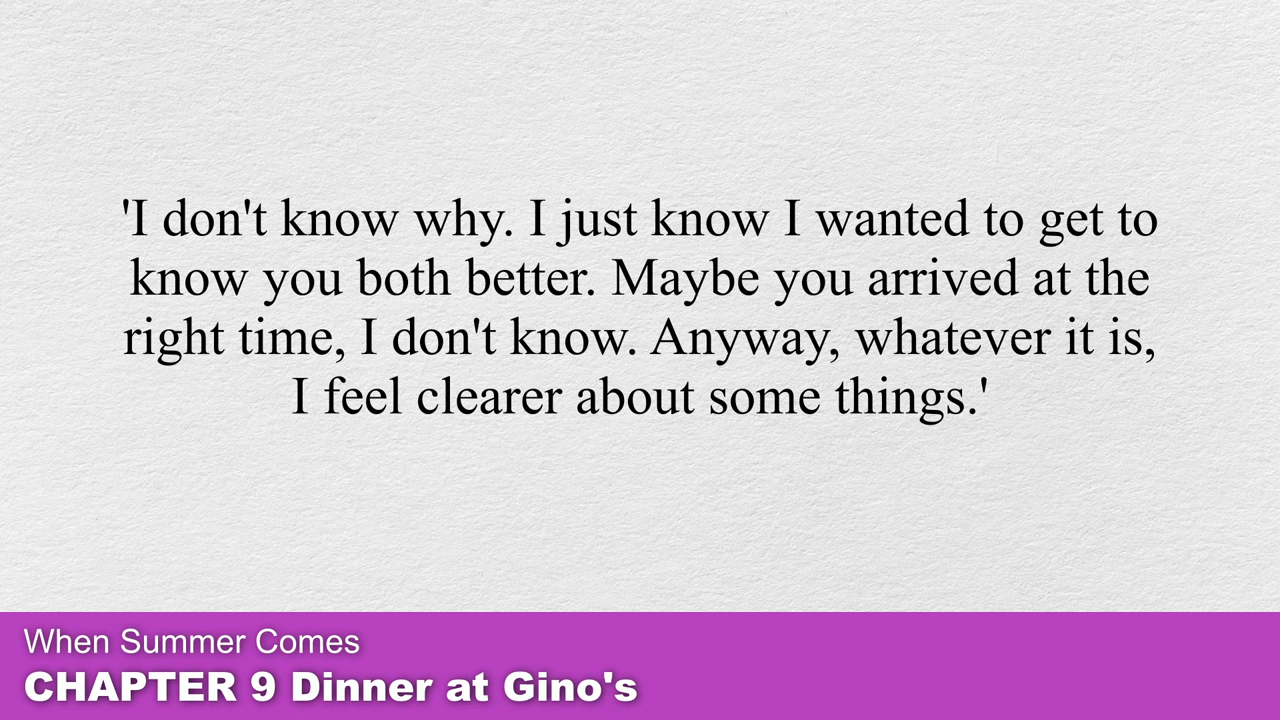 'I don't know why. I just know I wanted to get to
know you both better. Maybe you arrived at the
right time, I don't know. Anyway, whatever it is,
I feel clearer about some things.'
When Summer Comes
CHAPTER 9 Dinner at Gino's